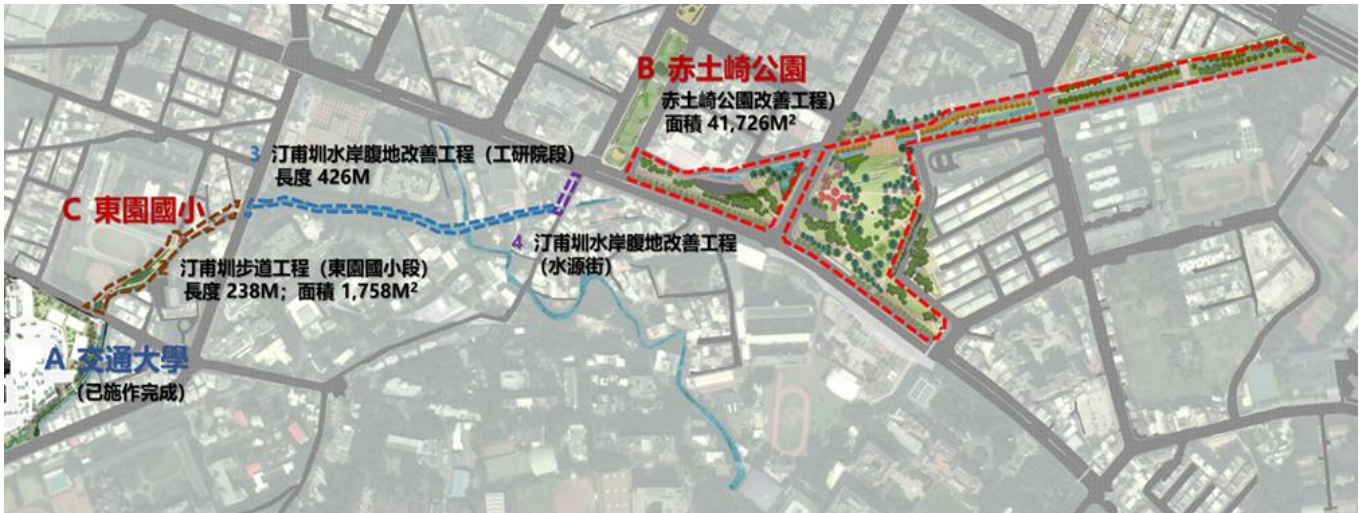 B 赤土崎公園
1 赤土崎公園改善工程)
面積 41,726M²
3 汀甫圳水岸腹地改善工程（工研院段）
長度 426M
C 東園國小
4 汀甫圳水岸腹地改善工程
（水源街）
2 汀甫圳步道工程（東園國小段）
長度 238M；面積 1,758M²
A 交通大學
（已施作完成）